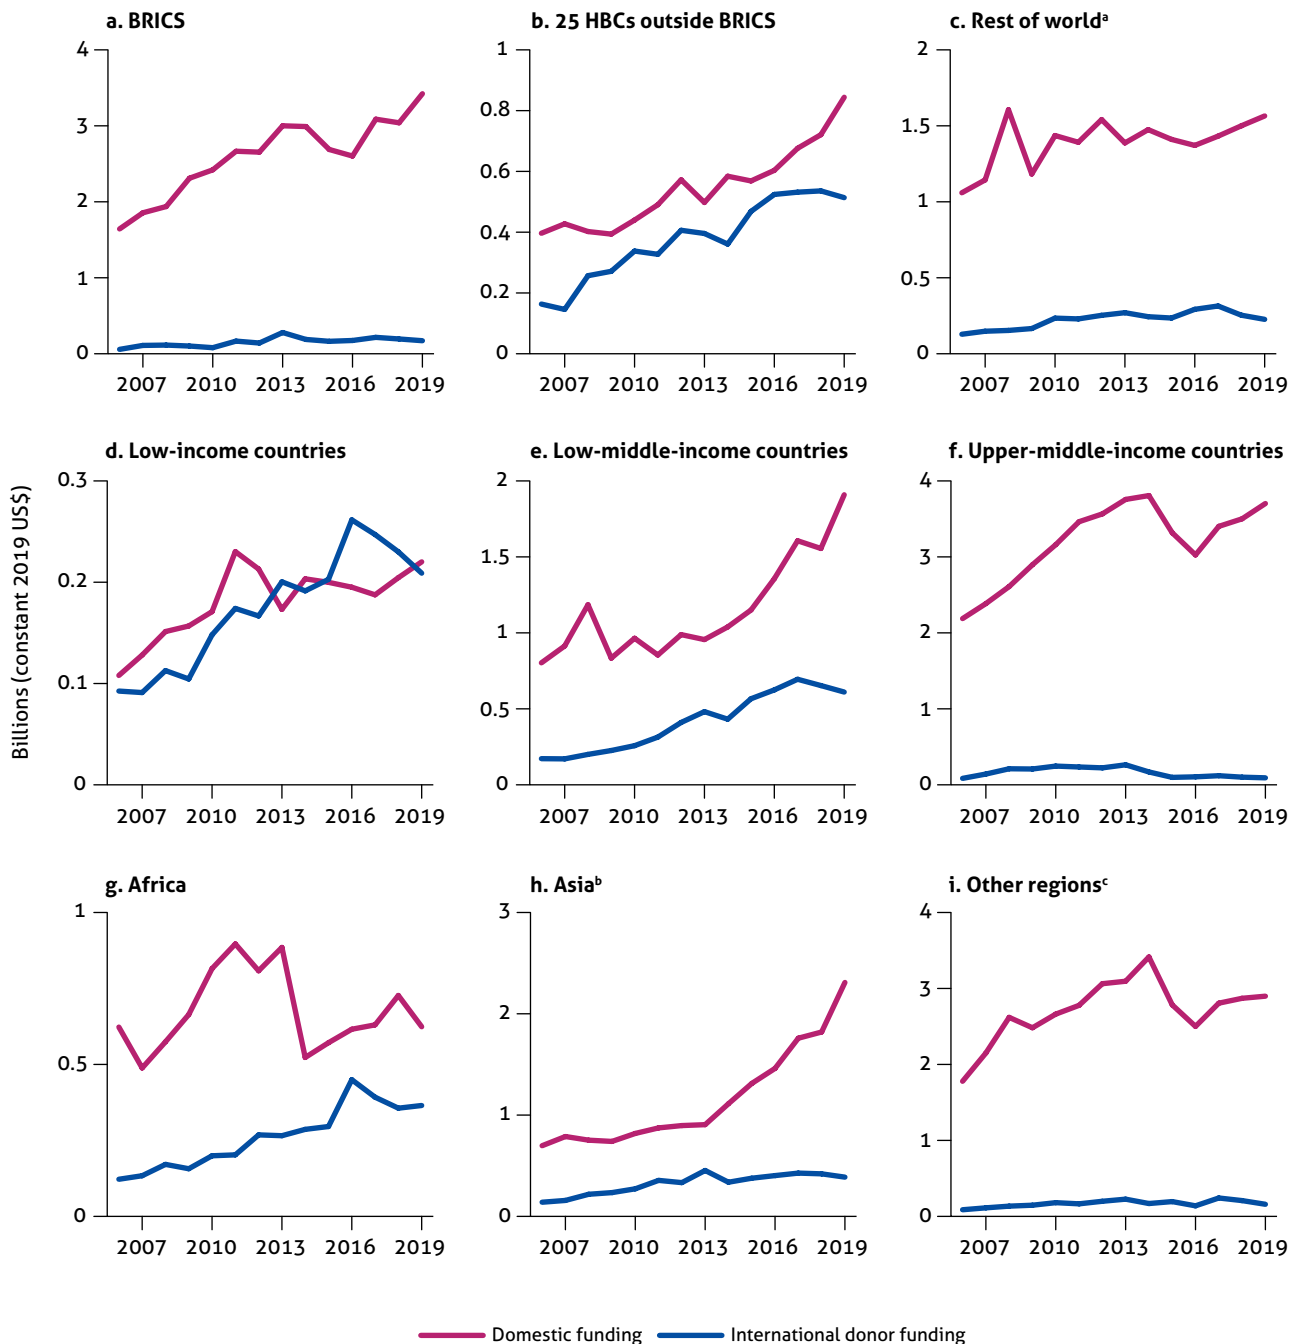 a. BRICS
b. 25 HBCs outside BRICS
c. Rest of worldᵃ
4
3
2
1
0
2007 2010 2013 2016 2019
1
0.8
0.6
0.4
0.2
0
2007 2010 2013 2016 2019
2
1.5
1
0.5
0
2007 2010 2013 2016 2019
Billions (constant 2019 US$)
d. Low-income countries
e. Low-middle-income countries
f. Upper-middle-income countries
0.3
0.2
0.1
0
2007 2010 2013 2016 2019
2
1.5
1
0.5
0
2007 2010 2013 2016 2019
4
3
2
1
0
2007 2010 2013 2016 2019
g. Africa
h. Asiaᵇ
i. Other regionsᶜ
1
0.5
0
2007 2010 2013 2016 2019
3
2
1
0
2007 2010 2013 2016 2019
4
3
2
1
0
2007 2010 2013 2016 2019
Domestic funding International donor funding